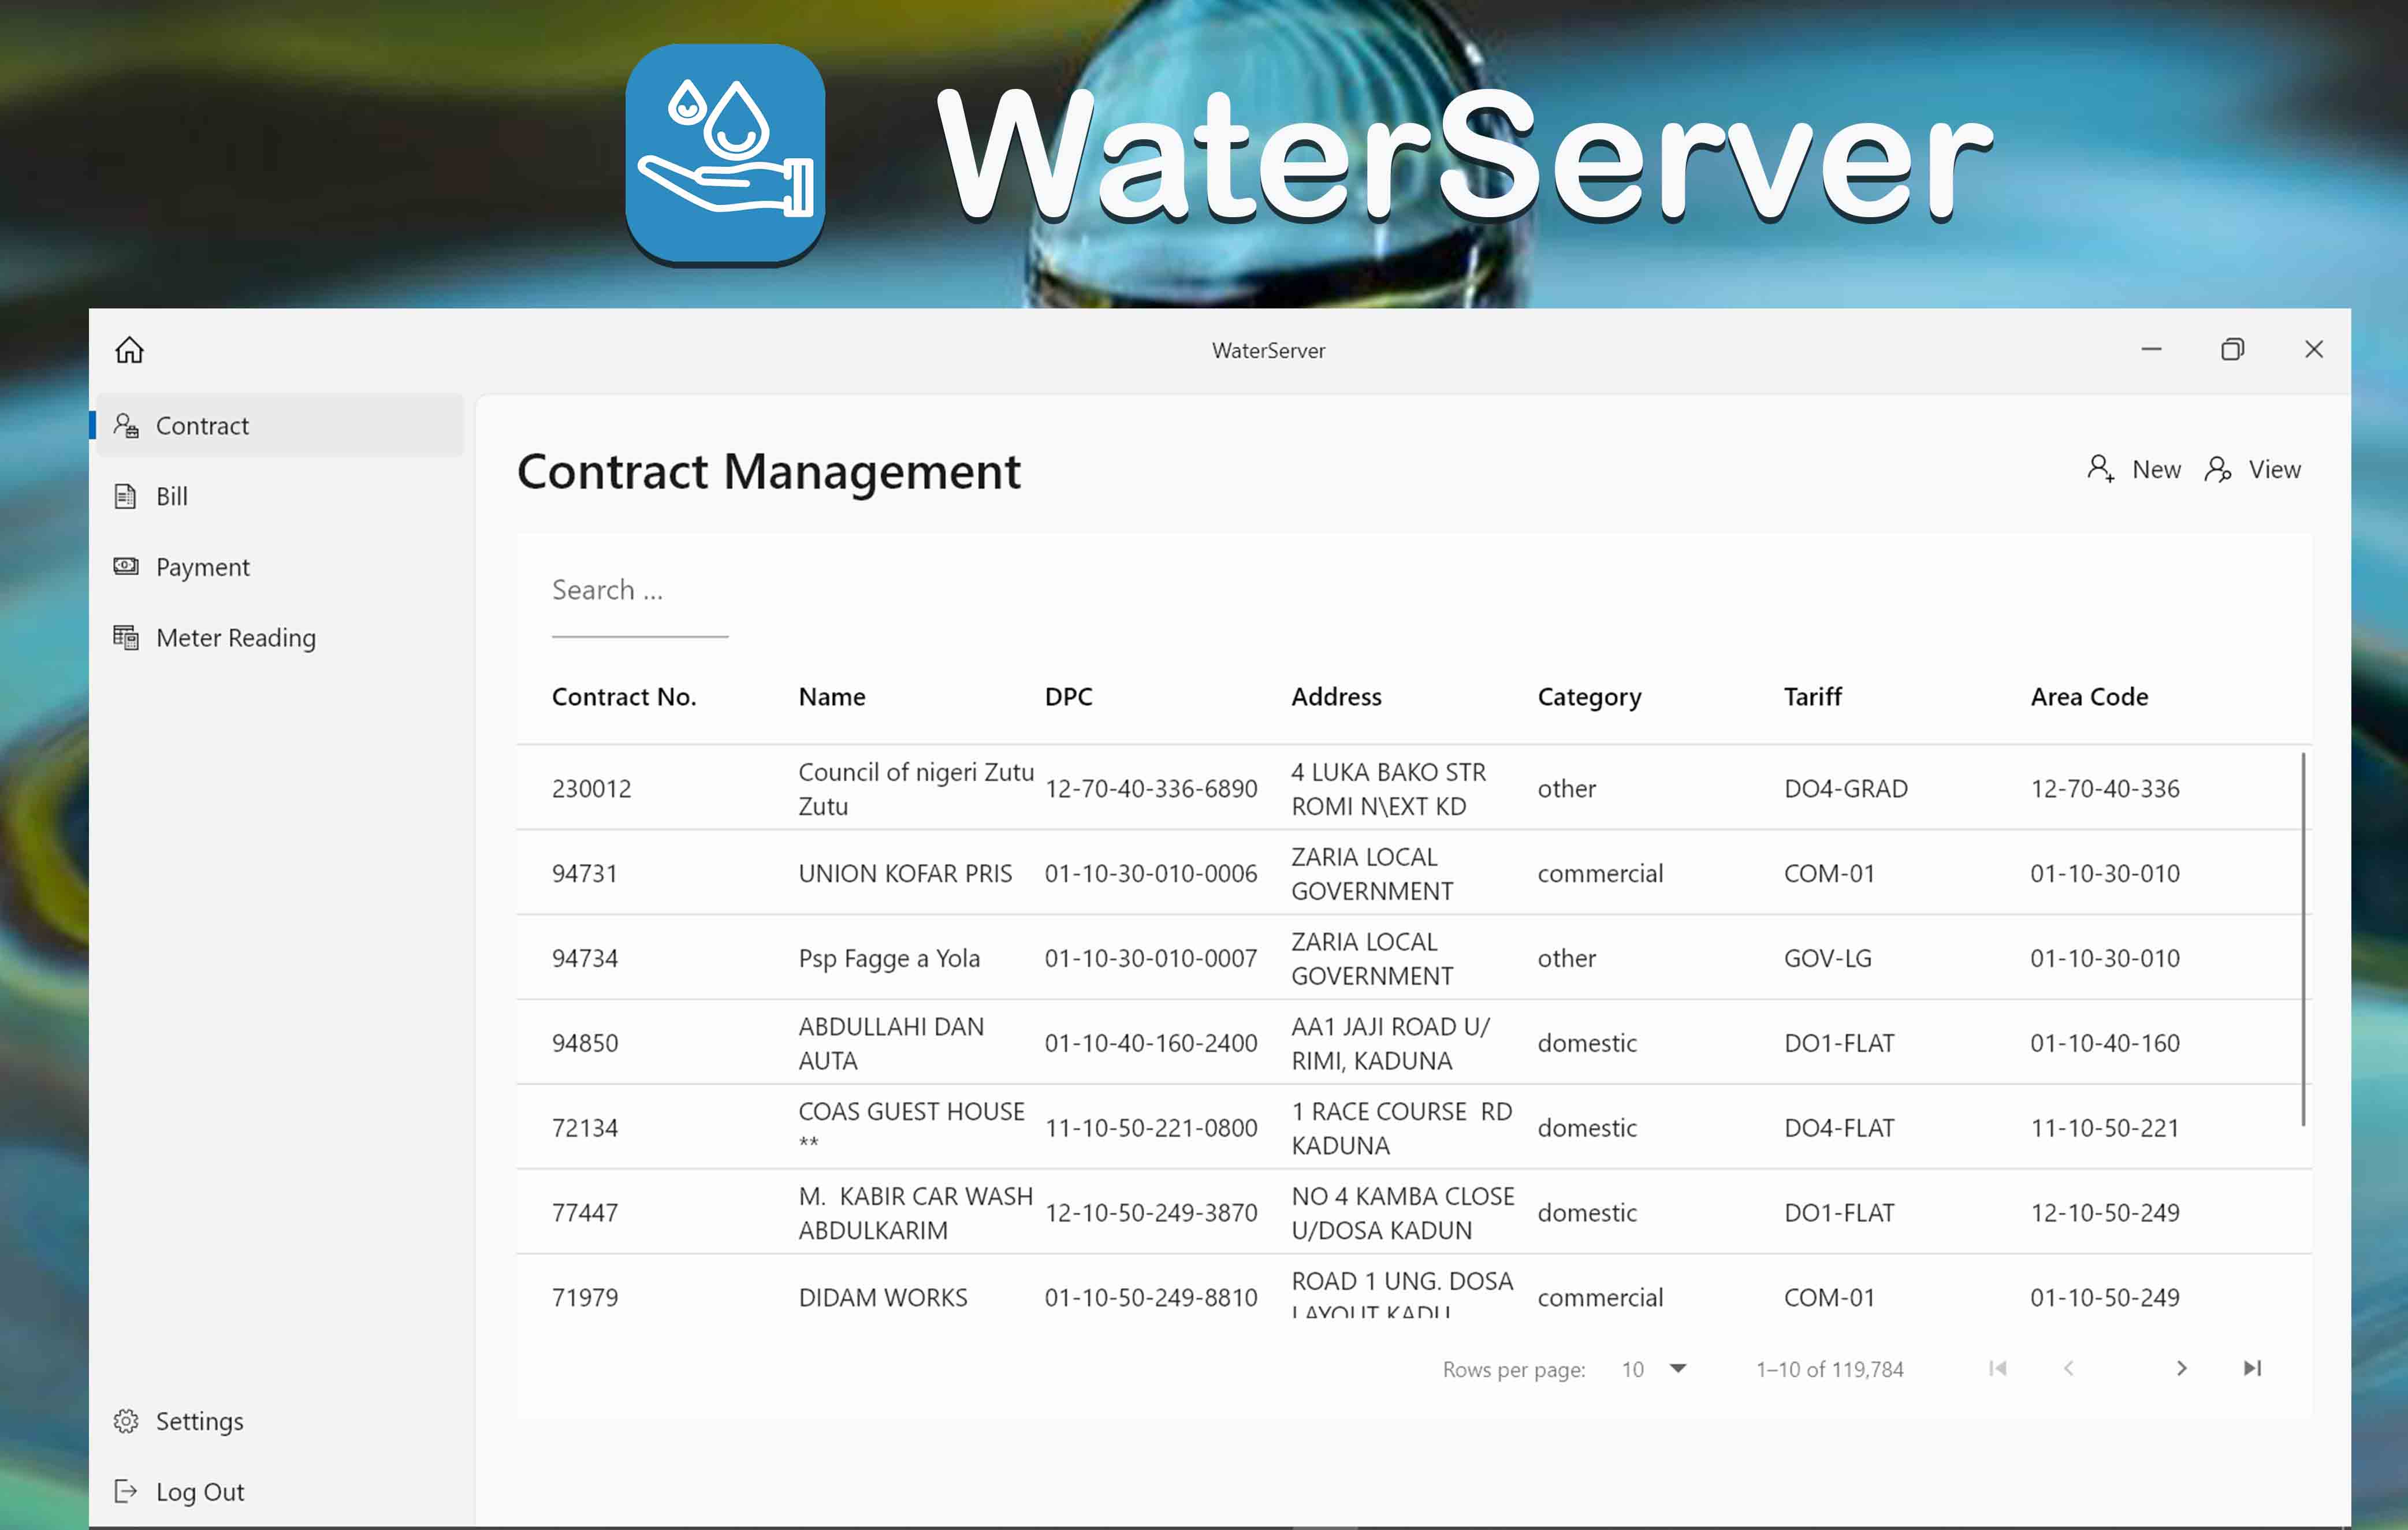 WaterServer
WaterServer
Contract
Bill
Payment
Meter Reading
Settings
Log Out
Contract Management
New View
Search ...
Contract No. Name DPC Address Category Tariff Area Code
230012 Council of nigeri Zutu Zutu 12-70-40-336-6890 4 LUKA BAKO STR ROMI N\EXT KD other DO4-GRAD 12-70-40-336
94731 UNION KOFAR PRIS 01-10-30-010-0006 ZARIA LOCAL GOVERNMENT commercial COM-01 01-10-30-010
94734 Psp Fagge a Yola 01-10-30-010-0007 ZARIA LOCAL GOVERNMENT other GOV-LG 01-10-30-010
94850 ABDULLAHI DAN AUTA 01-10-40-160-2400 AA1 JAJI ROAD U/ RIMI, KADUNA domestic DO1-FLAT 01-10-40-160
72134 COAS GUEST HOUSE ** 11-10-50-221-0800 1 RACE COURSE RD KADUNA domestic DO4-FLAT 11-10-50-221
77447 M. KABIR CAR WASH ABDULKARIM 12-10-50-249-3870 NO 4 KAMBA CLOSE U/DOSA KADUN domestic DO1-FLAT 12-10-50-249
71979 DIDAM WORKS 01-10-50-249-8810 ROAD 1 UNG. DOSA LAYOUT KADU commercial COM-01 01-10-50-249
Rows per page: 10 1–10 of 119,784